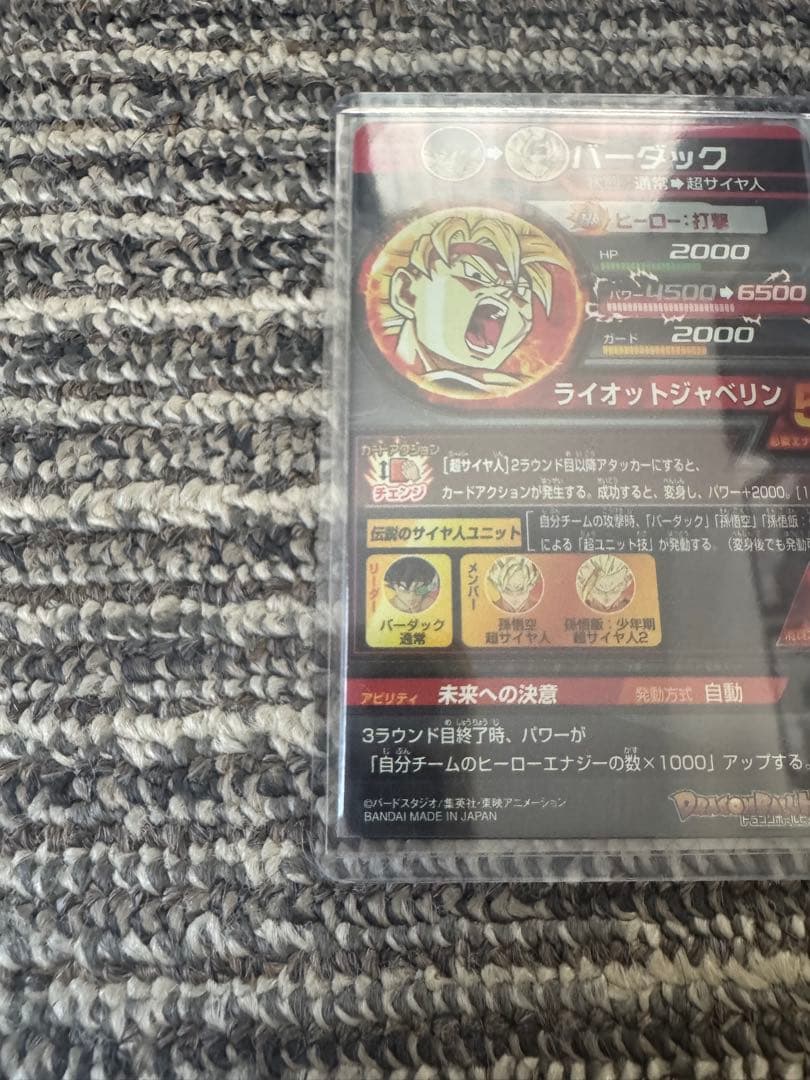 バーダック
通常➡超サイヤ人
ヒーロー:打撃
HP 2000
パワー 4500➡6500
ガード 2000
ライオットジャベリン 5
カードアクション
チェンジ
[超サイヤ人]2ラウンド目以降アタッカーにすると、
カードアクションが発生する。成功すると、変身し、パワー+2000。[1
伝説のサイヤ人ユニット
自分チームの攻撃時、「バーダック」「孫悟空」「孫悟飯
による「超ユニット技」が発動する。(変身後でも発動可
リーダー
バーダック
通常
メンバー
孫悟空
超サイヤ人
孫悟飯:少年期
超サイヤ人2
アビリティ 未来への決意 発動方式 自動
3ラウンド目終了時、パワーが
「自分チームのヒーローエナジーの数×1000」アップする。
©バードスタジオ/集英社・東映アニメーション
BANDAI MADE IN JAPAN
DRAGONBALL
ドラゴンボールヒ